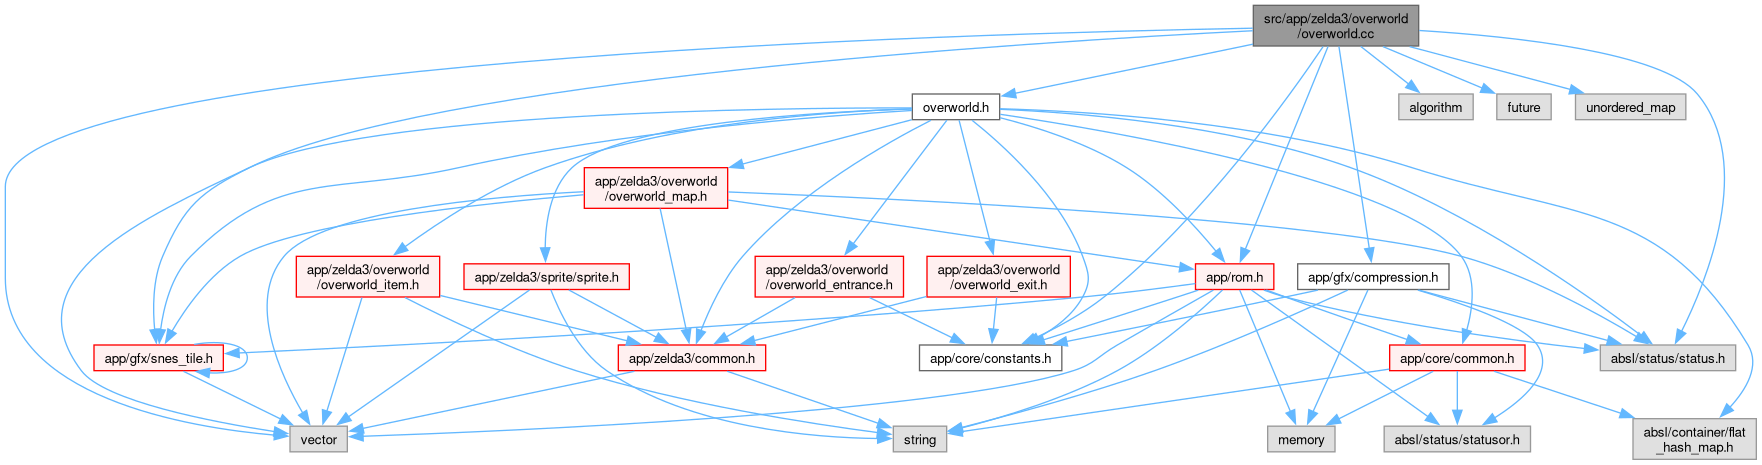 src/app/zelda3/overworld
/overworld.cc
overworld.h
algorithm
future
unordered_map
app/zelda3/overworld
/overworld_map.h
app/zelda3/overworld
/overworld_item.h
app/zelda3/sprite/sprite.h
app/zelda3/overworld
/overworld_entrance.h
app/zelda3/overworld
/overworld_exit.h
app/rom.h
app/gfx/compression.h
app/gfx/snes_tile.h
app/zelda3/common.h
app/core/constants.h
app/core/common.h
absl/status/status.h
vector
string
memory
absl/status/statusor.h
absl/container/flat
_hash_map.h